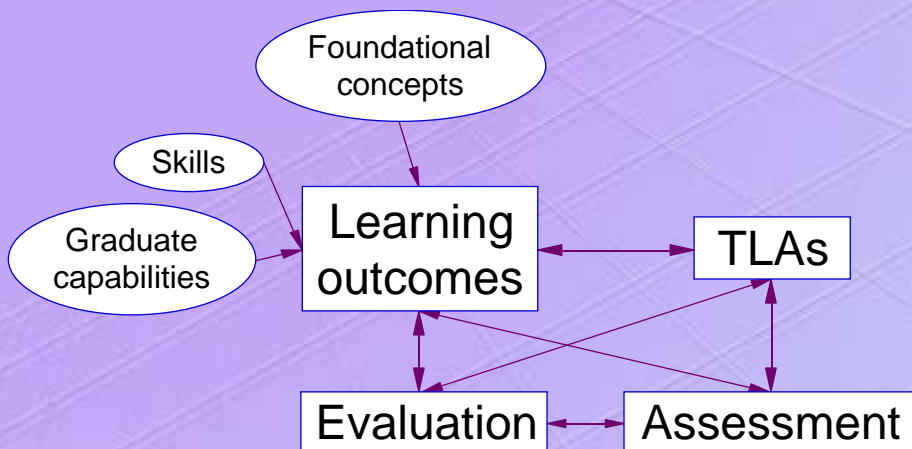 Foundational
concepts
Skills
Graduate
capabilities
Learning
outcomes
TLAs
Evaluation
Assessment